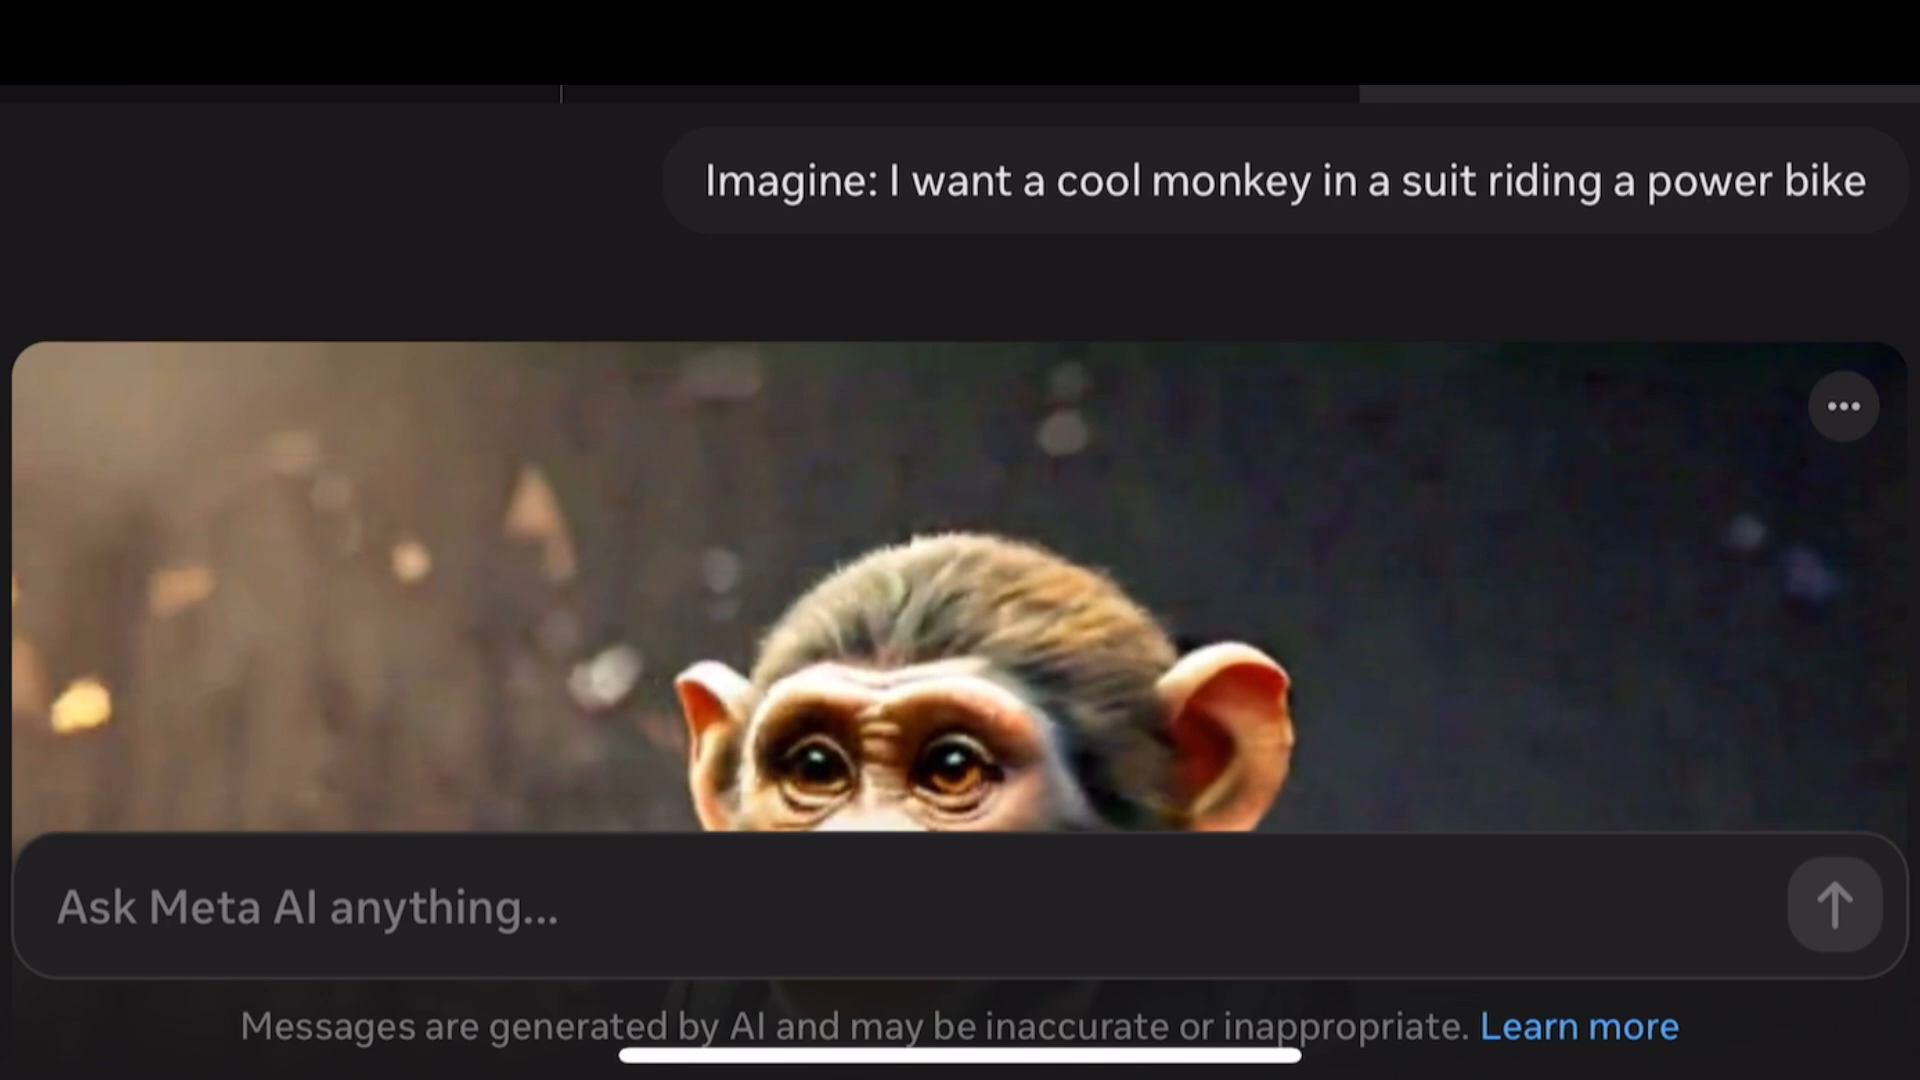 Imagine: I want a cool monkey in a suit riding a power bike
Ask Meta AI anything...
Messages are generated by AI and may be inaccurate or inappropriate. Learn more